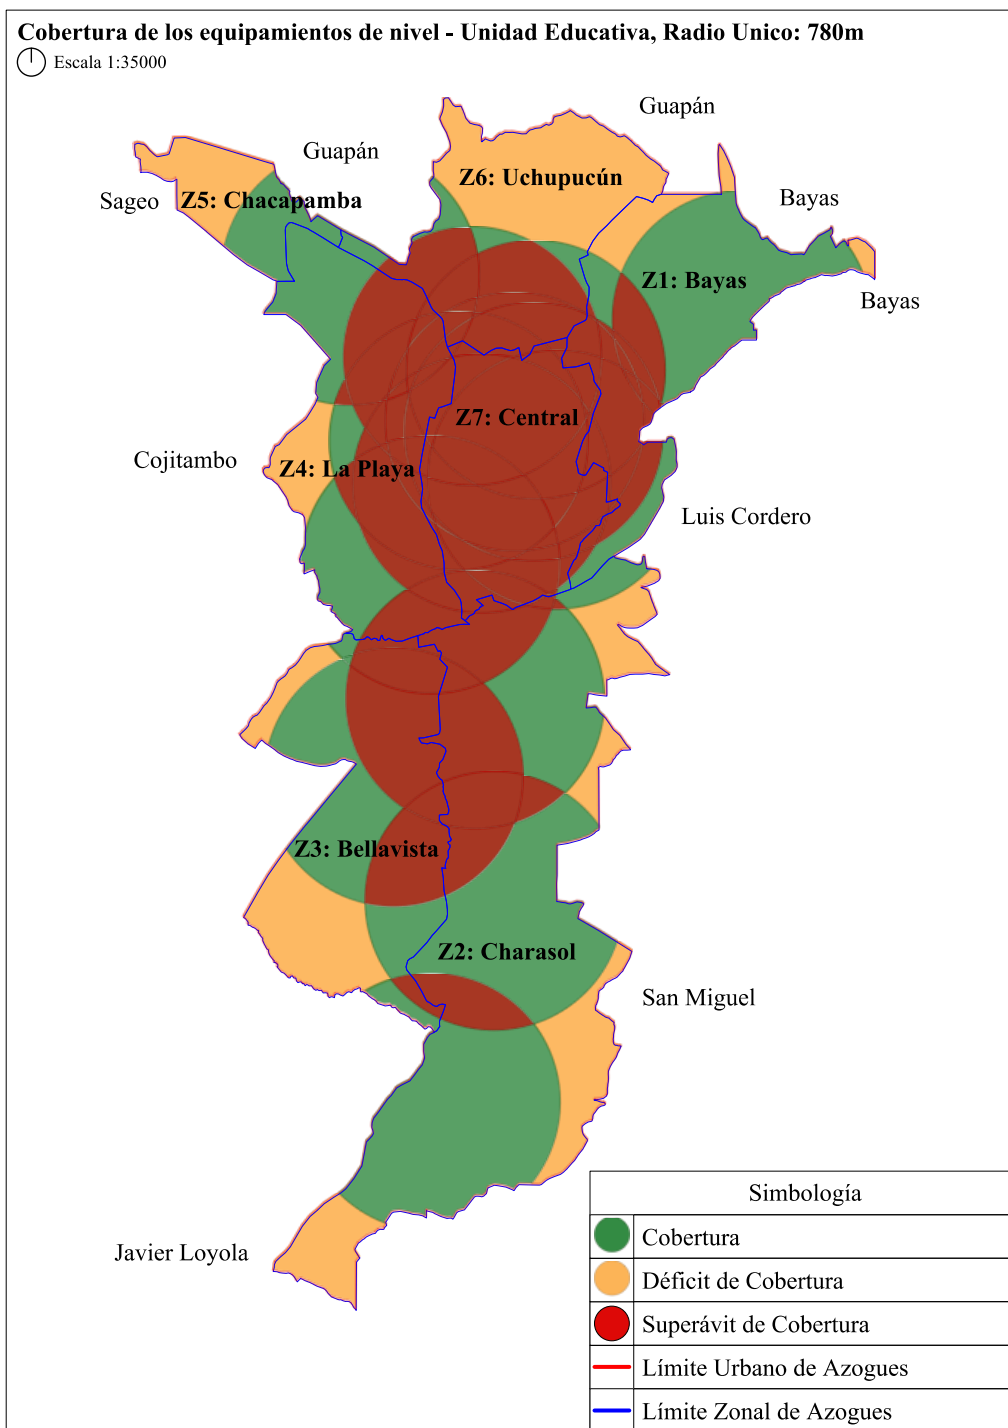 Cobertura de los equipamientos de nivel - Unidad Educativa, Radio Unico: 780m
Escala 1:35000
Guapán
Guapán
Z6: Uchupucún
Sageo
Z5: Chacapamba
Bayas
Z1: Bayas
Bayas
Z7: Central
Cojitambo
Z4: La Playa
Luis Cordero
Z3: Bellavista
Z2: Charasol
San Miguel
Javier Loyola
Simbología
Cobertura
Déficit de Cobertura
Superávit de Cobertura
Límite Urbano de Azogues
Límite Zonal de Azogues